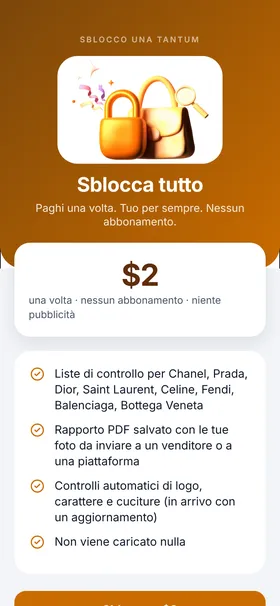 SBLOCCO UNA TANTUM
Sblocca tutto
Paghi una volta. Tuo per sempre. Nessun
abbonamento.
$2
una volta · nessun abbonamento · niente
pubblicità
Liste di controllo per Chanel, Prada,
Dior, Saint Laurent, Celine, Fendi,
Balenciaga, Bottega Veneta
Rapporto PDF salvato con le tue
foto da inviare a un venditore o a
una piattaforma
Controlli automatici di logo,
carattere e cuciture (in arrivo con
un aggiornamento)
Non viene caricato nulla